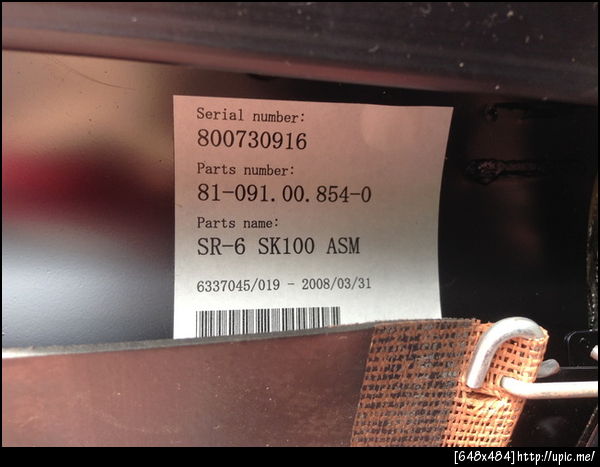 Serial number:
800730916
Parts number:
81-091.00.854-0
Parts name:
SR-6 SK100 ASM
6337045/019 - 2008/03/31
[648x484]http://upic.me/